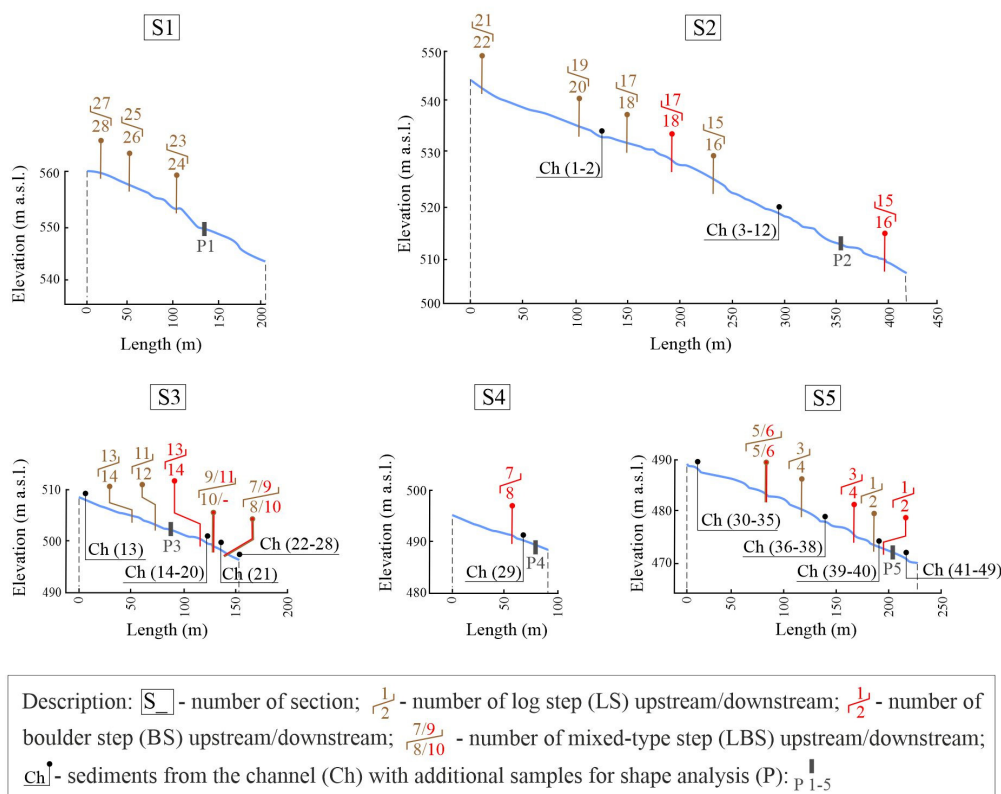 S1
S2
Elevation (m a.s.l.)
560
550
540
27
28
25
26
23
24
P1
0
50
100
150
200
Length (m)
Elevation (m a.s.l.)
550
540
530
520
510
500
21
22
19
20
17
18
17
18
15
16
15
16
Ch (1-2)
Ch (3-12)
P2
0
50
100
150
200
250
300
350
400
450
Length (m)
S3
S4
S5
Elevation (m a.s.l.)
510
500
490
13
14
11
12
13
14
9/11
10/-
7/9
8/10
Ch (13)
P3
Ch (14-20)
Ch (21)
Ch (22-28)
0
50
100
150
200
Length (m)
Elevation (m a.s.l.)
500
490
480
7
8
Ch (29)
P4
0
50
100
Length (m)
Elevation (m a.s.l.)
490
480
470
5/6
5/6
3
4
3
4
1
2
1
2
Ch (30-35)
Ch (36-38)
Ch (39-40)
P5
Ch (41-49)
0
50
100
150
200
250
Length (m)
Description: S_ - number of section; 1/2 - number of log step (LS) upstream/downstream; 1/2 - number of
boulder step (BS) upstream/downstream; 7/9 8/10 - number of mixed-type step (LBS) upstream/downstream;
Ch - sediments from the channel (Ch) with additional samples for shape analysis (P): P 1-5